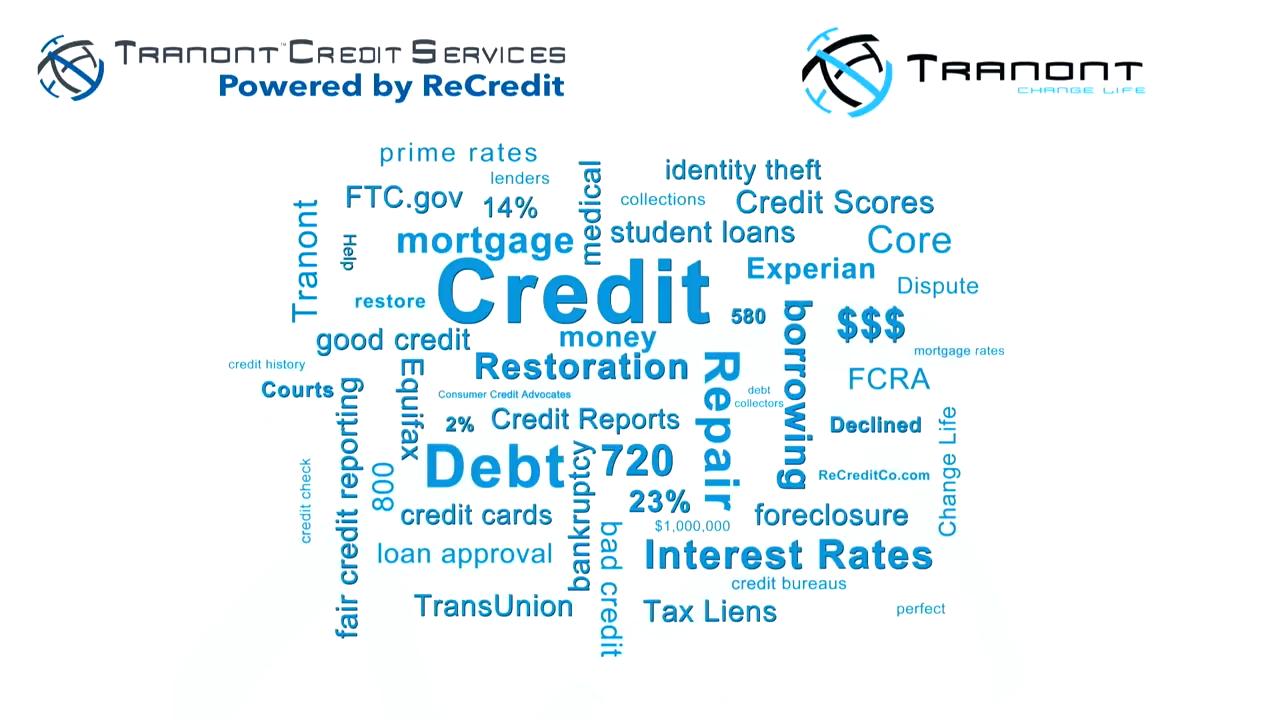 TRANONT™ CREDIT SERVICES
Powered by ReCredit
TRANONT
CHANGE LIFE
prime rates
lenders
identity theft
FTC.gov
14%
medical
collections
Credit Scores
Tranont
Help
mortgage
student loans
Core
Credit
Experian
Dispute
restore
580
borrowing
$$$
good credit
money
mortgage rates
credit history
Equifax
Restoration
Repair
FCRA
Courts
fair credit reporting
Consumer Credit Advocates
debt
collectors
2%
Credit Reports
Declined
Change Life
credit check
800
Debt
bankruptcy
720
ReCreditCo.com
23%
credit cards
bad credit
$1,000,000
foreclosure
loan approval
Interest Rates
credit bureaus
TransUnion
Tax Liens
perfect